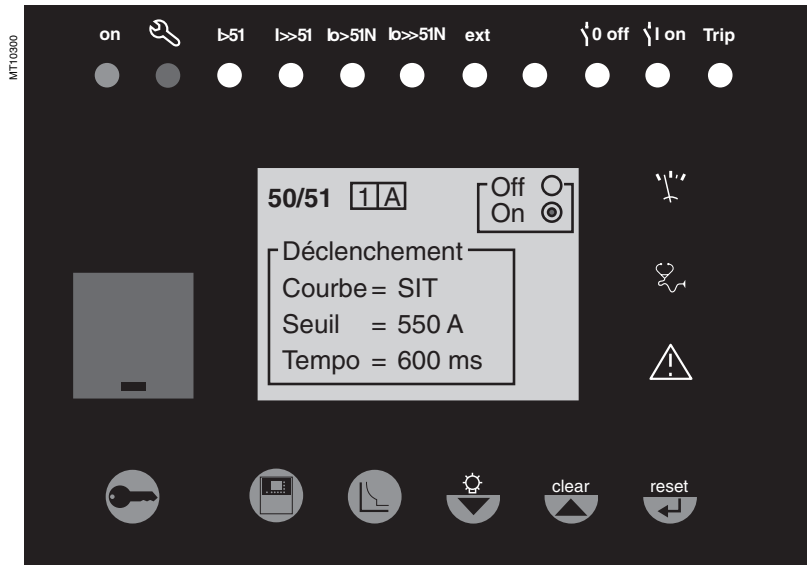 MT10300
on I>51 I>>51 Io>51N Io>>51N ext 0 off I on Trip
50/51 1 A Off
On
Déclenchement
Courbe = SIT
Seuil = 550 A
Tempo = 600 ms
clear reset